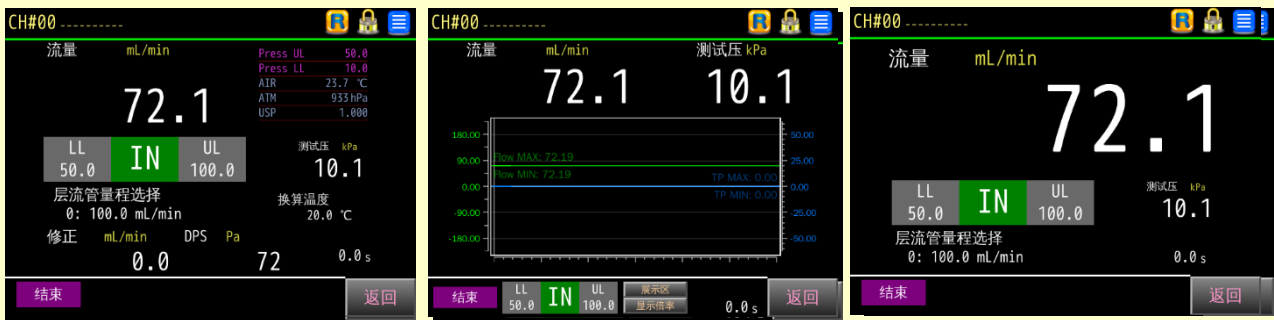 CH#00 ----------
R
流量 mL/min
72.1
Press UL 50.0
Press LL 10.0
AIR 23.7 ℃
ATM 933hPa
USP 1.000
LL 50.0
IN
UL 100.0
测试压 kPa
10.1
层流管量程选择
0: 100.0 mL/min
换算温度
20.0 ℃
修正 mL/min DPS Pa
0.0 72 0.0 s
结束
返回
CH#00 ----------
R
流量 mL/min 测试压 kPa
72.1 10.1
180.00
90.00
0.00
-90.00
-180.00
Flow MAX: 72.19
Flow MIN: 72.19
TP MAX: 0.00
TP MIN: 0.00
50.00
25.00
0.00
-25.00
-50.00
结束
LL 50.0
IN
UL 100.0
展示区
显示倍率
0.0 s
返回
CH#00 ----------
R
流量 mL/min
72.1
LL 50.0
IN
UL 100.0
测试压 kPa
10.1
层流管量程选择
0: 100.0 mL/min
0.0 s
结束
返回